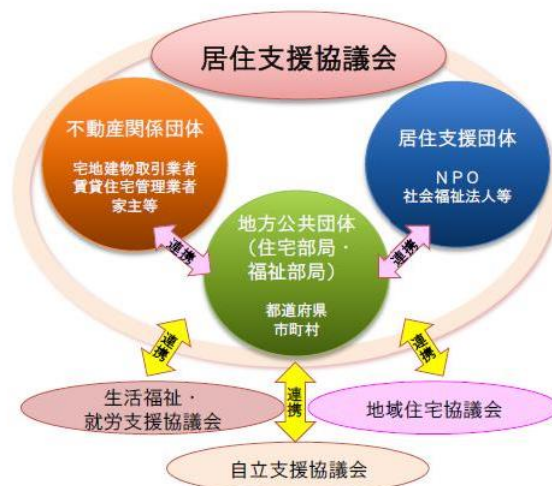 居住支援協議会
不動産関係団体
宅地建物取引業者
賃貸住宅管理業者
家主等
居住支援団体
ＮＰＯ
社会福祉法人等
地方公共団体
（住宅部局・
福祉部局）
都道府県
市町村
連携
連携
連携
連携
連携
生活福祉・
就労支援協議会
地域住宅協議会
自立支援協議会